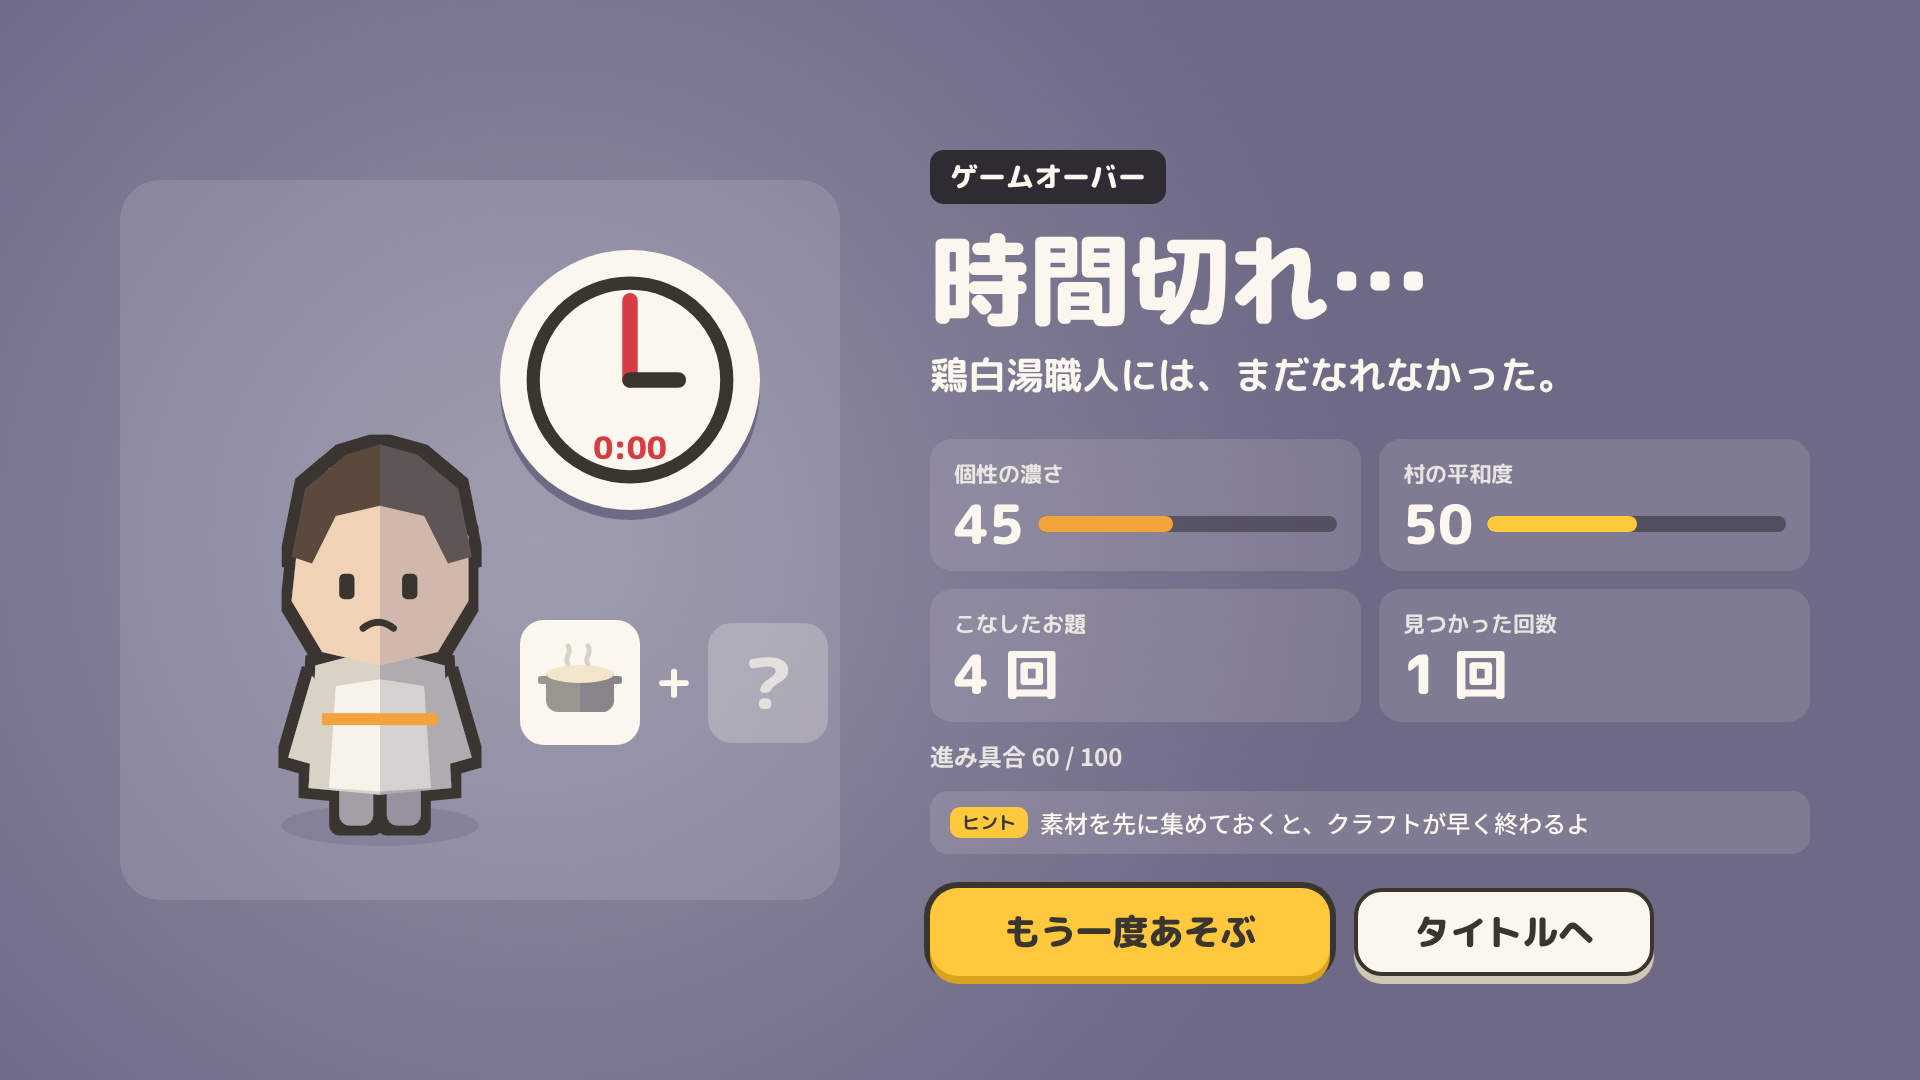 0:00
+
?
ゲームオーバー
時間切れ…
鶏白湯職人には、まだなれなかった。
個性の濃さ
45
村の平和度
50
こなしたお題
4 回
見つかった回数
1 回
進み具合 60 / 100
ヒント 素材を先に集めておくと、クラフトが早く終わるよ
もう一度あそぶ
タイトルへ